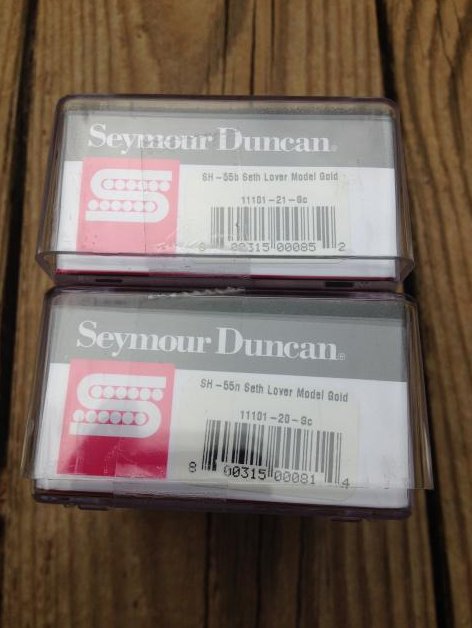 Seymour Duncan®
SH-55b Seth Lover Model Gold
11101-21-Gc
8 00315 00085 2
Seymour Duncan®
SH-55n Seth Lover Model Gold
11101-20-Gc
8 00315 00081 4